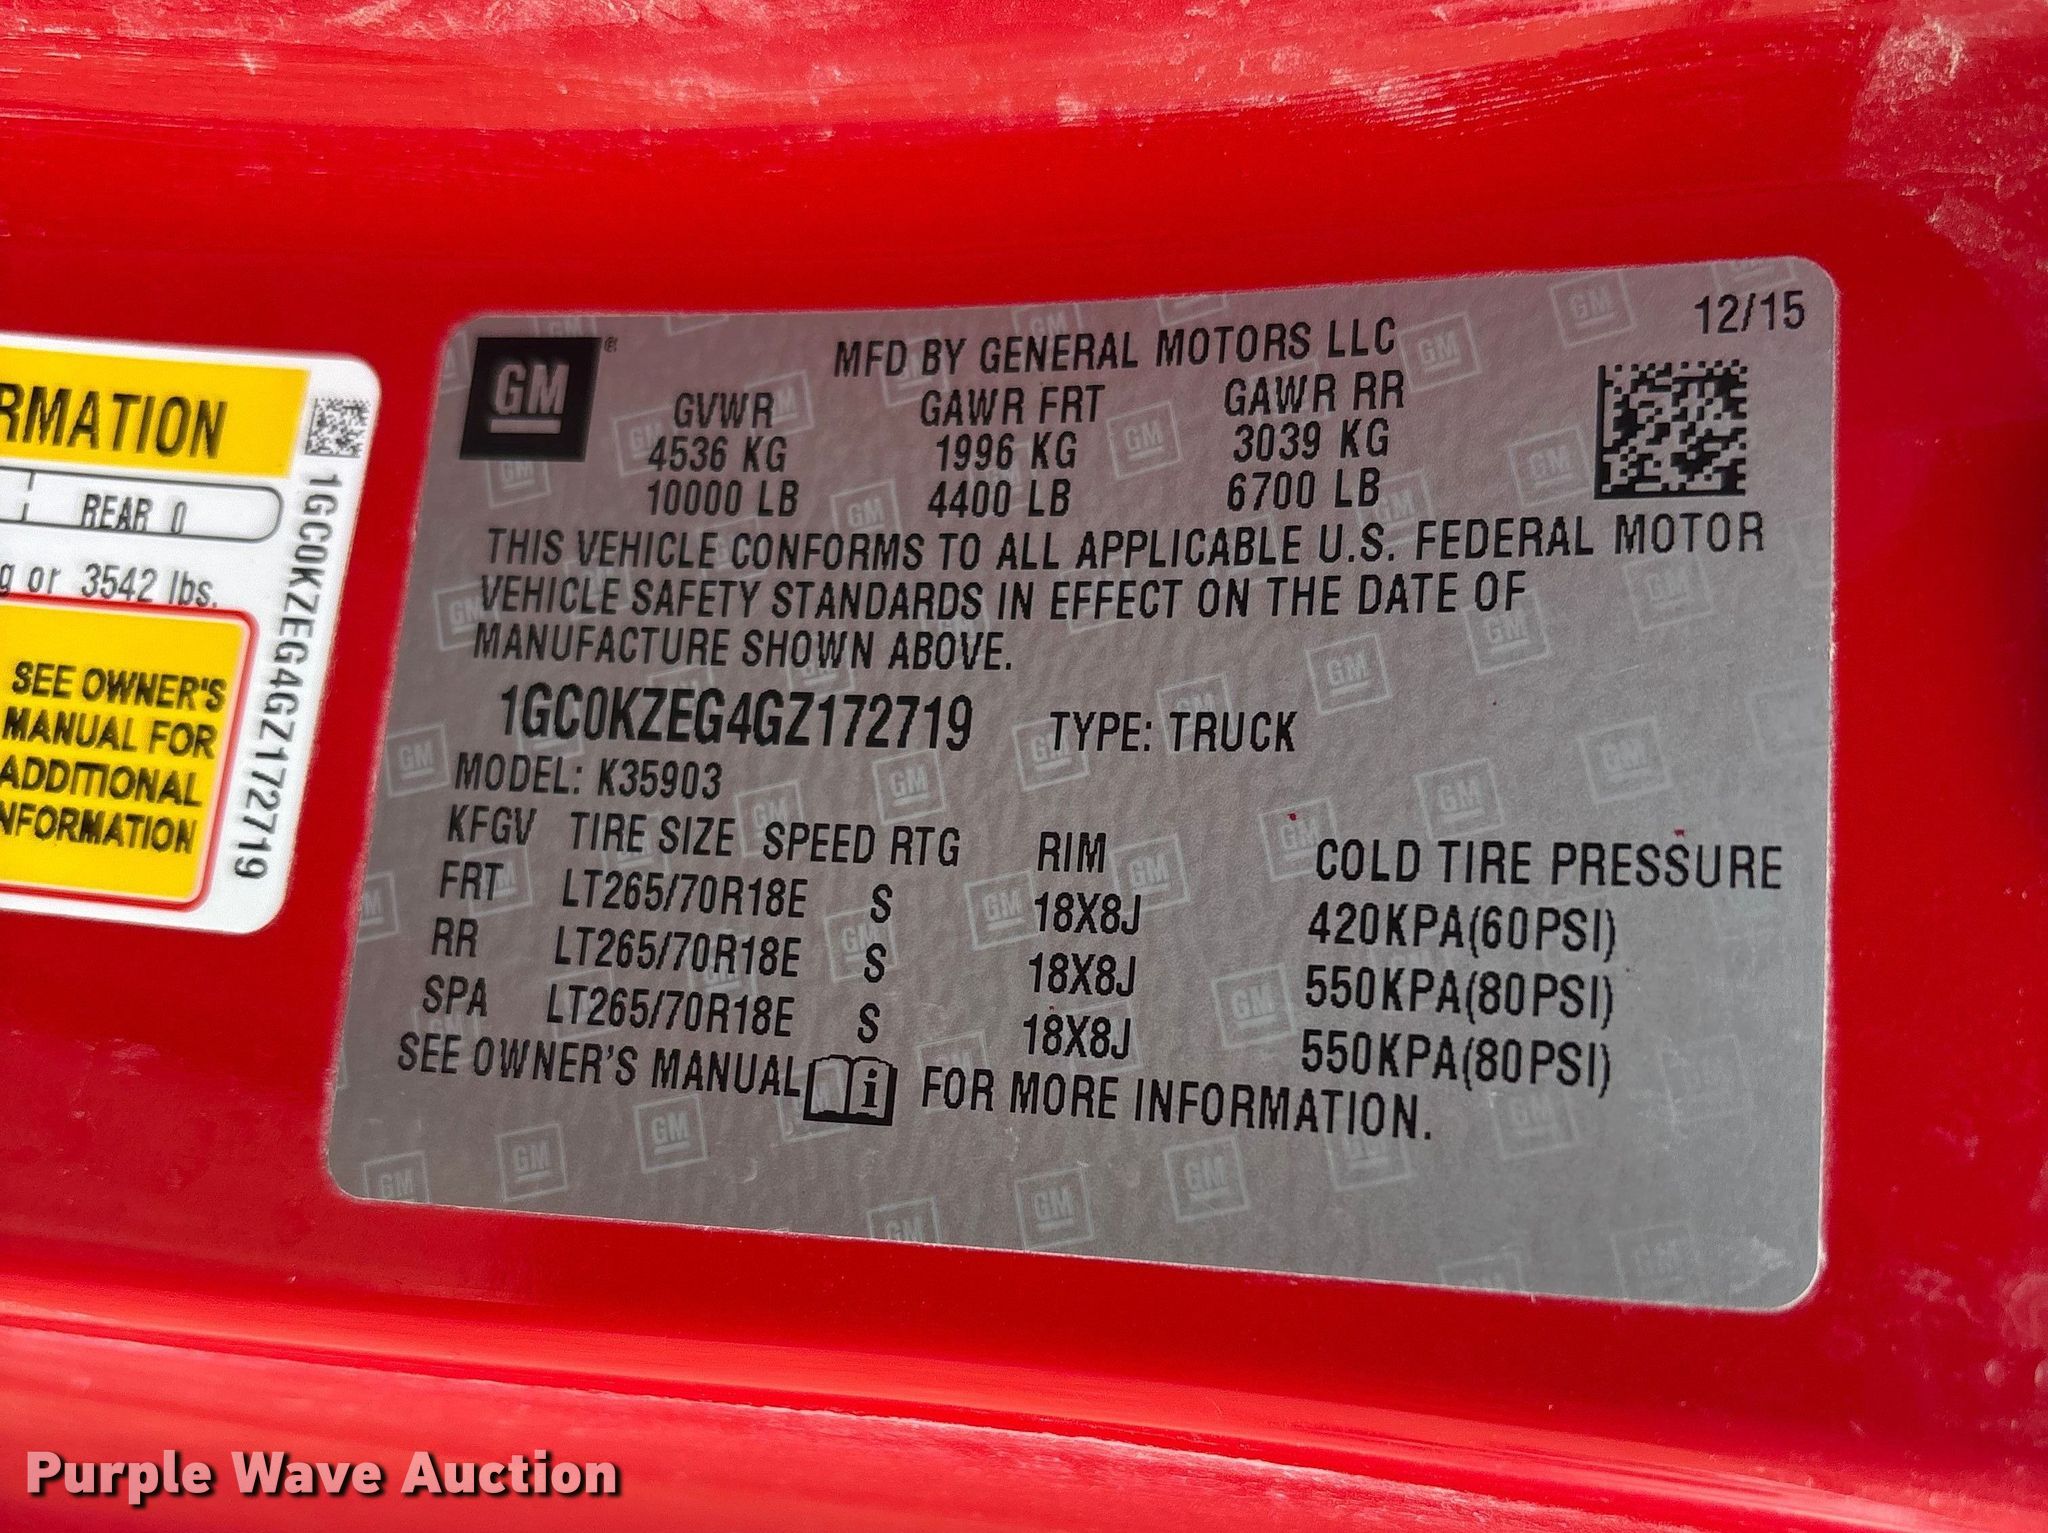 RMATION
REAR 0
g or 3542 lbs.
SEE OWNER'S
MANUAL FOR
ADDITIONAL
NFORMATION
1GC0KZEG4GZ172719
GM®
MFD BY GENERAL MOTORS LLC
12/15
GVWR GAWR FRT GAWR RR
4536 KG 1996 KG 3039 KG
10000 LB 4400 LB 6700 LB
THIS VEHICLE CONFORMS TO ALL APPLICABLE U.S. FEDERAL MOTOR
VEHICLE SAFETY STANDARDS IN EFFECT ON THE DATE OF
MANUFACTURE SHOWN ABOVE.
1GC0KZEG4GZ172719 TYPE: TRUCK
MODEL: K35903
KFGV TIRE SIZE SPEED RTG RIM COLD TIRE PRESSURE
FRT LT265/70R18E S 18X8J 420KPA(60PSI)
RR LT265/70R18E S 18X8J 550KPA(80PSI)
SPA LT265/70R18E S 18X8J 550KPA(80PSI)
SEE OWNER'S MANUAL i FOR MORE INFORMATION.
Purple Wave Auction